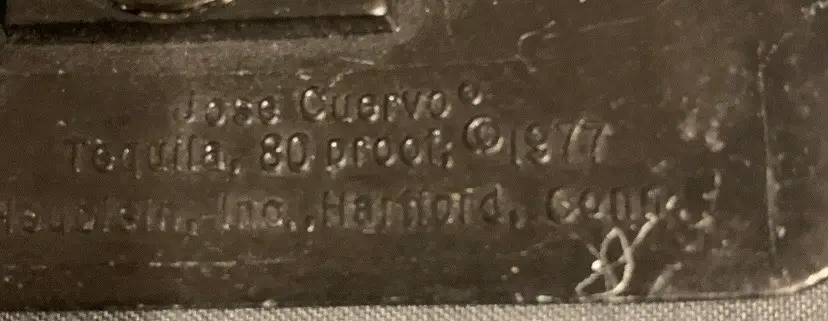 Jose Cuervo®
Tequila, 80 proof, ©1977
Heublein, Inc., Hartford, Conn.